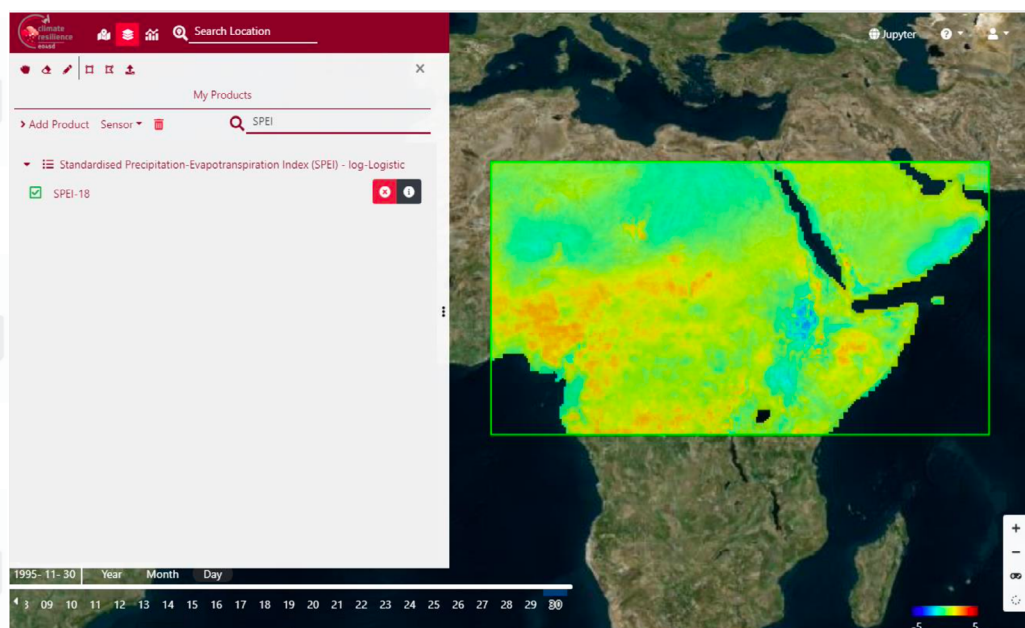 climate
resilience
Search Location
Jupyter
My Products
Add Product Sensor
SPEI
Standardised Precipitation-Evapotranspiration Index (SPEI) - log-Logistic
SPEI-18
1995- 11- 30 Year Month Day
09 10 11 12 13 14 15 16 17 18 19 20 21 22 23 24 25 26 27 28 29 30
-5 5